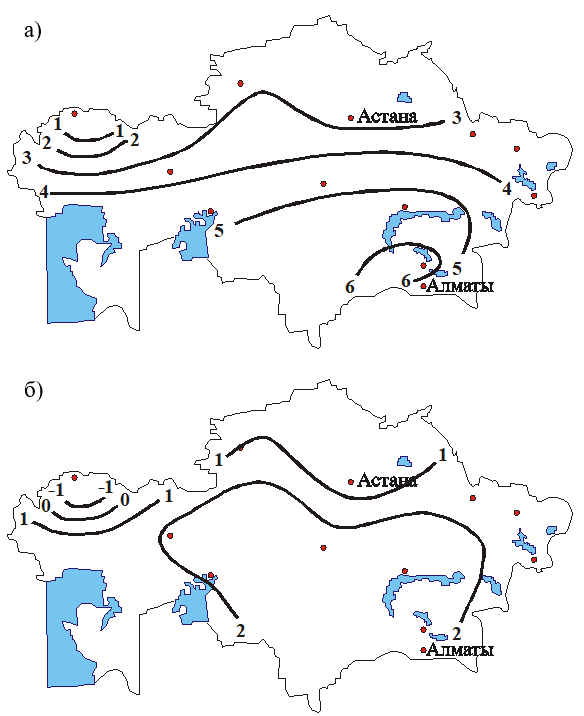 а)
Астана 3
1 1
2 2
3
4 4
5 5
6 6
Алматы
б)
1 1
Астана
-1 -1 1
0 0
1
2 2
Алматы